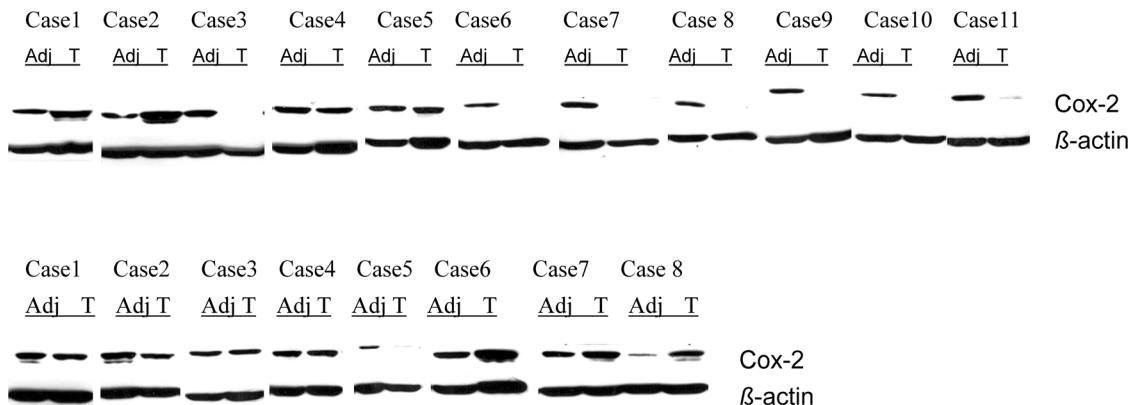 Case1 Case2 Case3 Case4 Case5 Case6 Case7 Case 8 Case9 Case10 Case11
Adj T Adj T Adj T Adj T Adj T Adj T Adj T Adj T Adj T Adj T Adj T
Cox-2
ß-actin
Case1 Case2 Case3 Case4 Case5 Case6 Case7 Case 8
Adj T Adj T Adj T Adj T Adj T Adj T Adj T Adj T
Cox-2
ß-actin